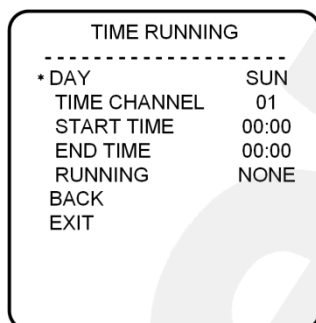 TIME RUNNING
- - - - - - - - - - - - - - - - - - - - - - -
* DAY SUN
TIME CHANNEL 01
START TIME 00:00
END TIME 00:00
RUNNING NONE
BACK
EXIT